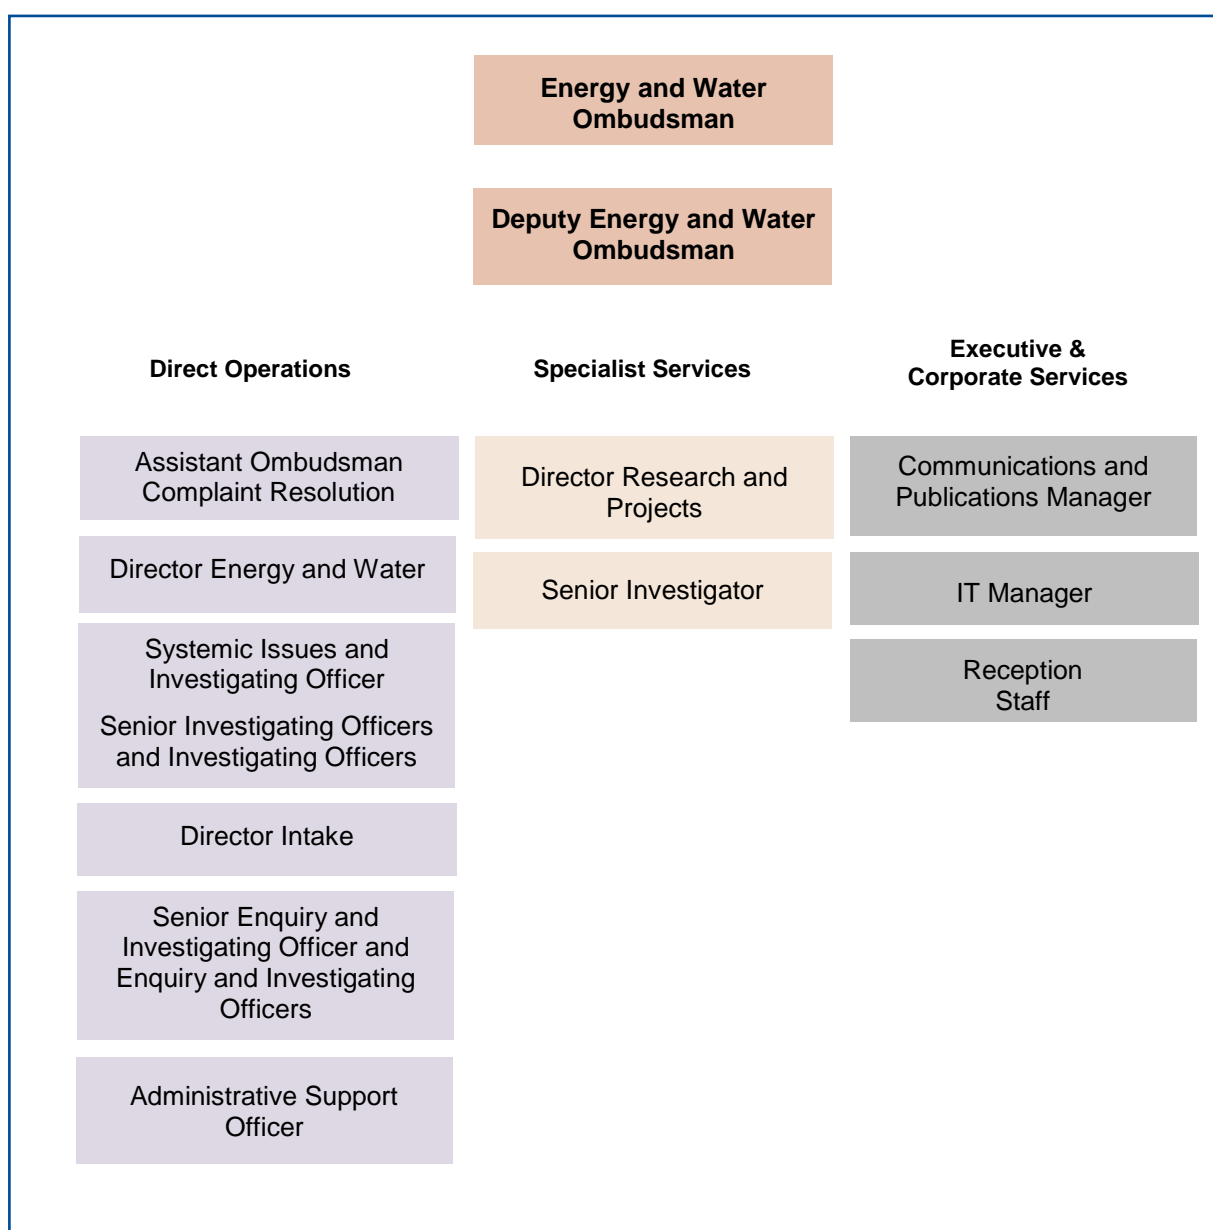 Energy and Water
Ombudsman
Deputy Energy and Water
Ombudsman
Direct Operations
Specialist Services
Executive &
Corporate Services
Assistant Ombudsman
Complaint Resolution
Director Energy and Water
Systemic Issues and
Investigating Officer
Senior Investigating Officers
and Investigating Officers
Director Intake
Senior Enquiry and
Investigating Officer and
Enquiry and Investigating
Officers
Administrative Support
Officer
Director Research and
Projects
Senior Investigator
Communications and
Publications Manager
IT Manager
Reception
Staff